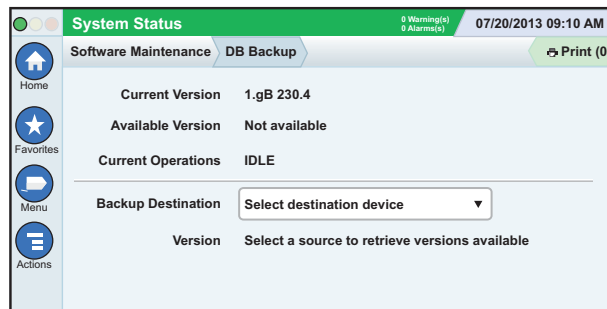 System Status
0 Warning(s)
0 Alarms(s)
07/20/2013 09:10 AM
Software Maintenance
DB Backup
Print (0
Home
Favorites
Menu
Actions
Current Version 1.gB 230.4
Available Version Not available
Current Operations IDLE
Backup Destination Select destination device
Version Select a source to retrieve versions available